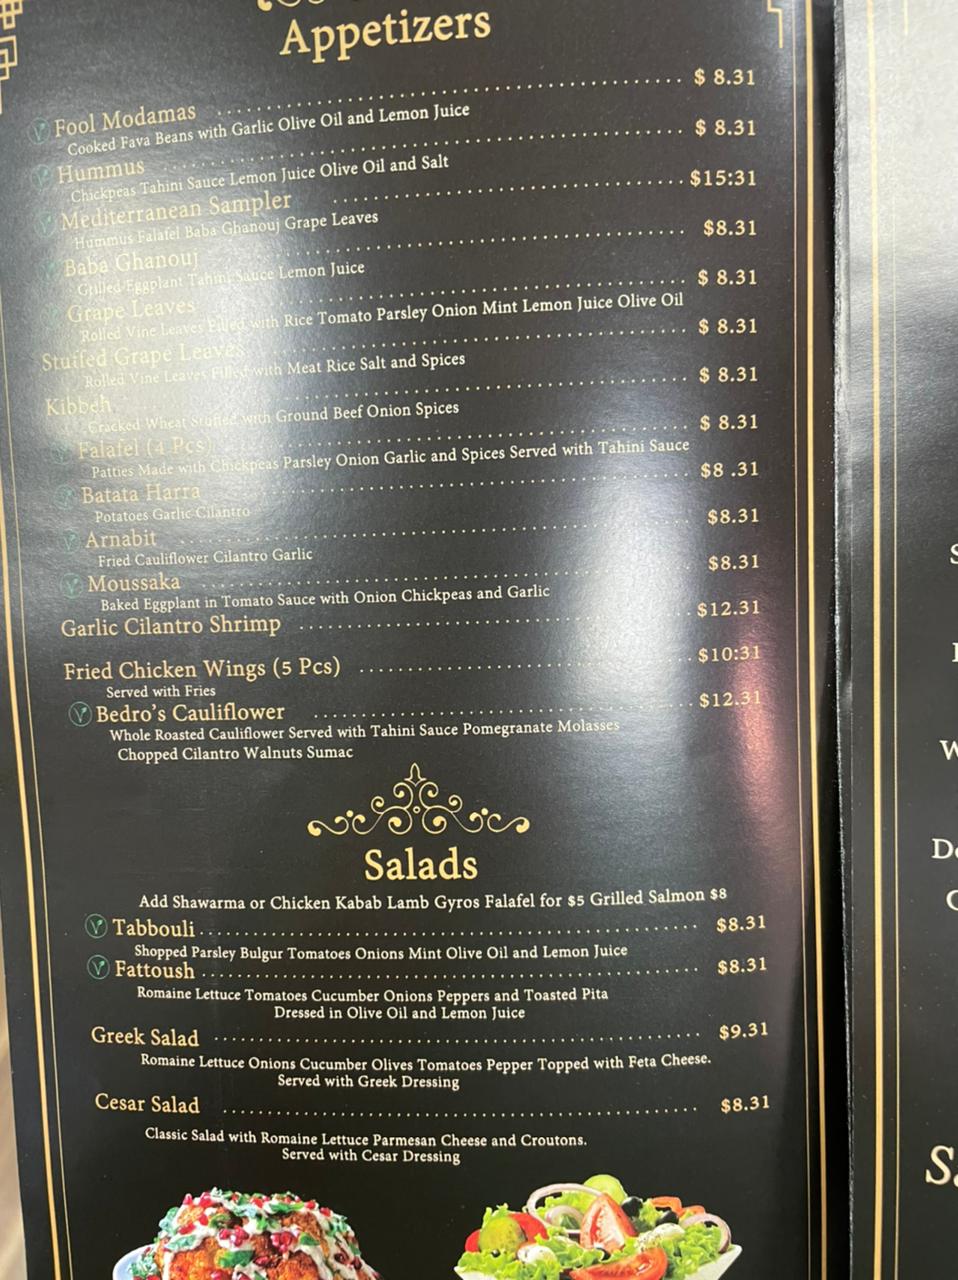 Appetizers
Fool Modamas ........ $ 8.31
Cooked Fava Beans with Garlic Olive Oil and Lemon Juice
Hummus ........ $ 8.31
Chickpeas Tahini Sauce Lemon Juice Olive Oil and Salt
Mediterranean Sampler ........ $15:31
Hummus Falafel Baba Ghanouj Grape Leaves
Baba Ghanouj ........ $8.31
Grilled Eggplant Tahini Sauce Lemon Juice
Grape Leaves ........ $ 8.31
Rolled Vine Leaves Filled with Rice Tomato Parsley Onion Mint Lemon Juice Olive Oil
Stuffed Grape Leaves ........ $ 8.31
Rolled Vine Leaves Filled with Meat Rice Salt and Spices
Kibbeh ........ $ 8.31
Cracked Wheat Stuffed with Ground Beef Onion Spices
Falafel (4 Pcs) ........ $ 8.31
Patties Made with Chickpeas Parsley Onion Garlic and Spices Served with Tahini Sauce
Batata Harra ........ $8 .31
Potatoes Garlic Cilantro
Arnabit ........ $8.31
Fried Cauliflower Cilantro Garlic
Moussaka ........ $8.31
Baked Eggplant in Tomato Sauce with Onion Chickpeas and Garlic
Garlic Cilantro Shrimp ........ $12.31
Fried Chicken Wings (5 Pcs) ........ $10:31
Served with Fries
Bedro's Cauliflower ........ $12.31
Whole Roasted Cauliflower Served with Tahini Sauce Pomegranate Molasses
Chopped Cilantro Walnuts Sumac
Salads
Add Shawarma or Chicken Kabab Lamb Gyros Falafel for $5 Grilled Salmon $8
Tabbouli ........ $8.31
Shopped Parsley Bulgur Tomatoes Onions Mint Olive Oil and Lemon Juice
Fattoush ........ $8.31
Romaine Lettuce Tomatoes Cucumber Onions Peppers and Toasted Pita
Dressed in Olive Oil and Lemon Juice
Greek Salad ........ $9.31
Romaine Lettuce Onions Cucumber Olives Tomatoes Pepper Topped with Feta Cheese.
Served with Greek Dressing
Cesar Salad ........ $8.31
Classic Salad with Romaine Lettuce Parmesan Cheese and Croutons.
Served with Cesar Dressing